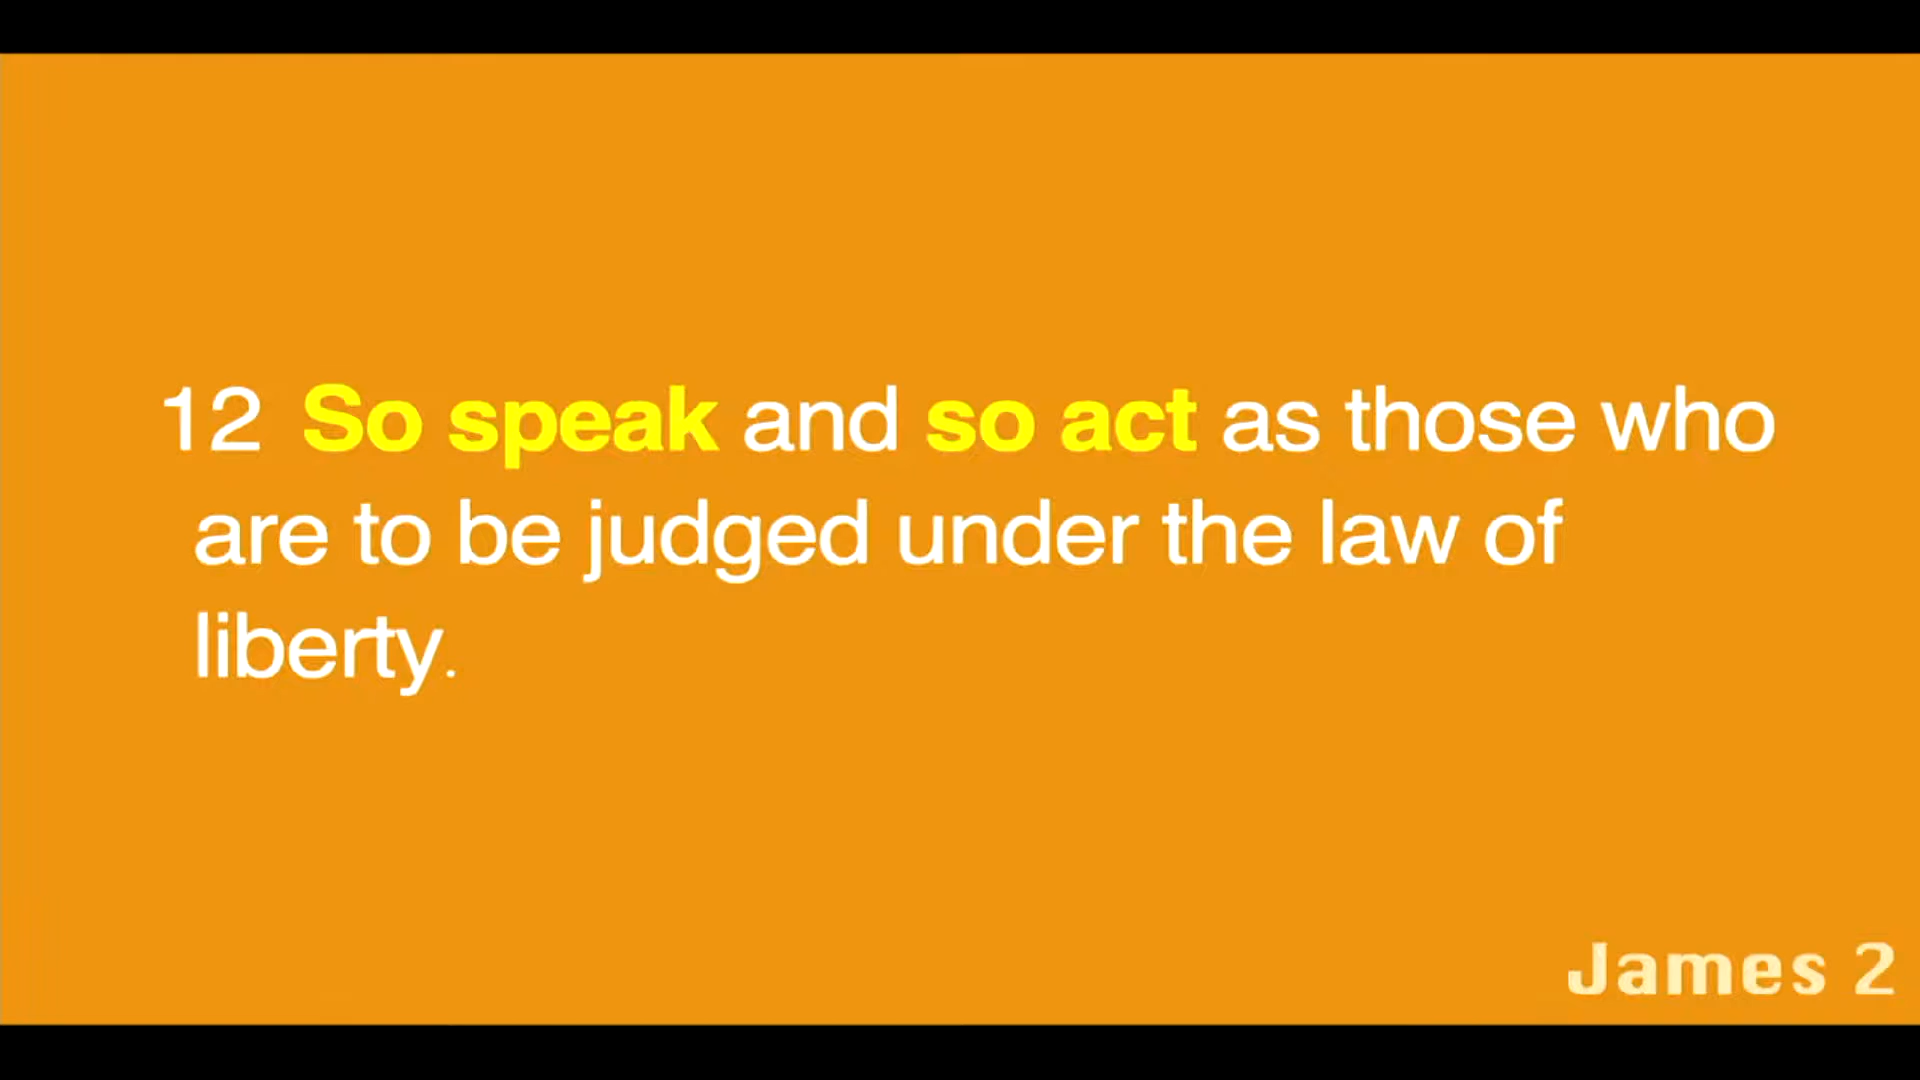 12 So speak and so act as those who
are to be judged under the law of
liberty.
James 2